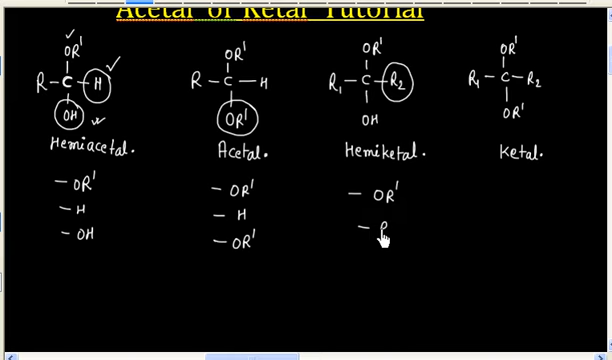 Acetal or Ketal Tutorial
OR' OR' OR' OR'
R-C-H R-C-H R₁-C-R₂ R₁-C-R₂
OH OR' OH OR'
Hemiacetal. Acetal. Hemiketal. Ketal.
- OR' - OR' - OR'
- H - H - R
- OH - OR'